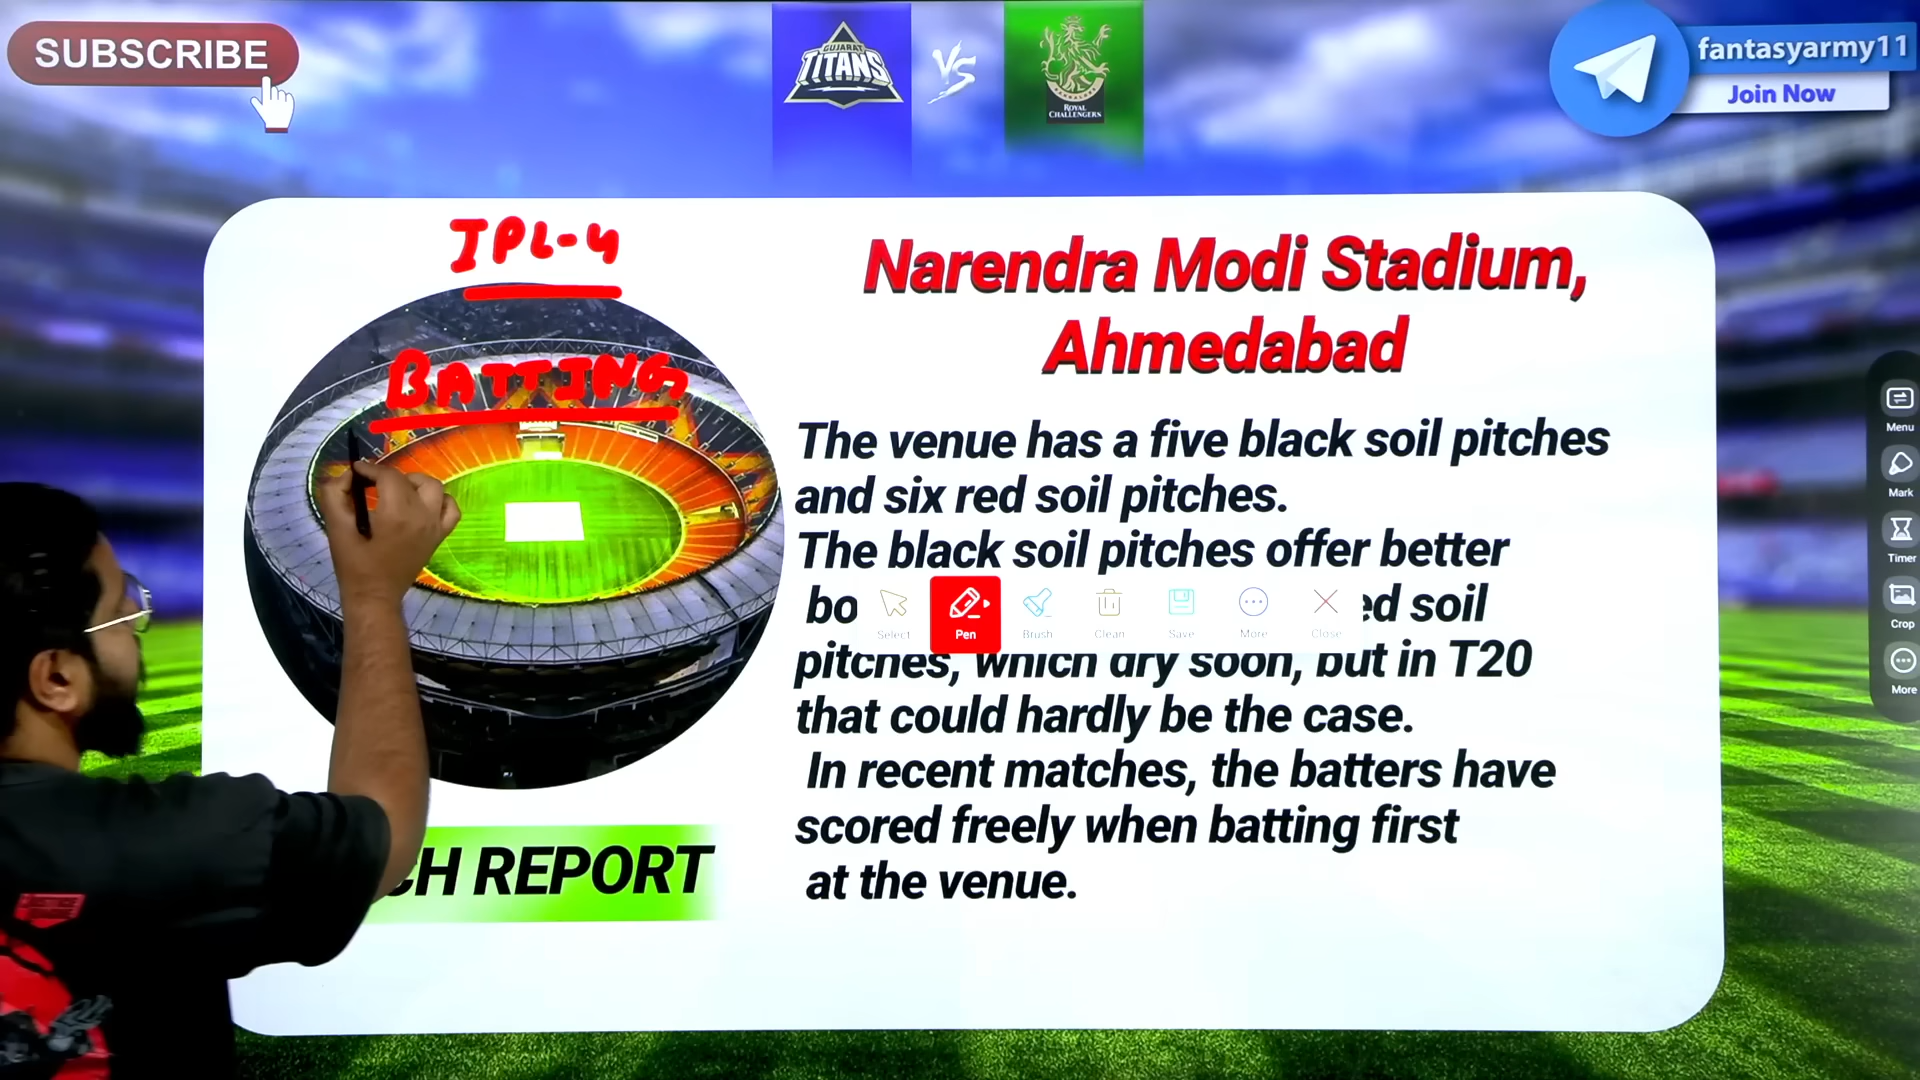 SUBSCRIBE
GUJARAT
TITANS
VS
ROYAL
CHALLENGERS
fantasyarmy11
Join Now
IPL-4
BATTING
Narendra Modi Stadium,
Ahmedabad
The venue has a five black soil pitches
and six red soil pitches.
The black soil pitches offer better
bo ed soil
pitches, which dry soon, but in T20
that could hardly be the case.
In recent matches, the batters have
scored freely when batting first
at the venue.
CH REPORT
Select
Pen
Brush
Clean
Save
More
Close
Menu
Mark
Timer
Crop
More